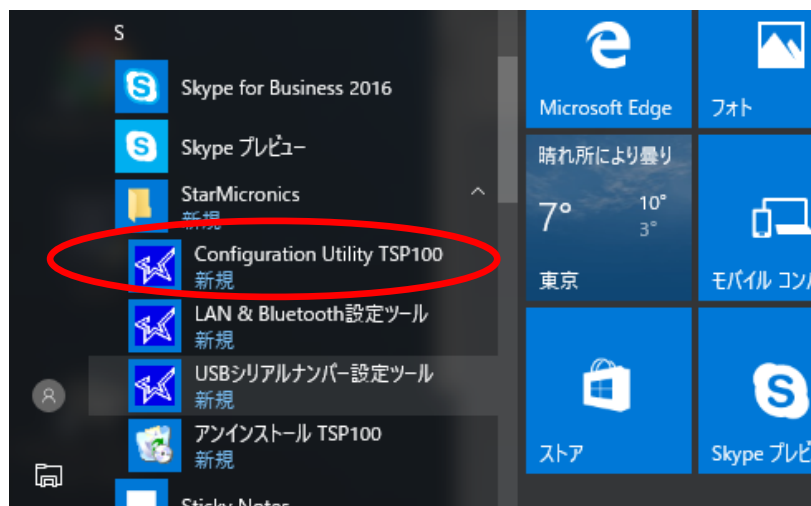 S
Skype for Business 2016
Skype プレビュー
StarMicronics
新規
Configuration Utility TSP100
新規
LAN & Bluetooth設定ツール
新規
USBシリアルナンバー設定ツール
新規
アンインストール TSP100
新規
Sticky Notes
Microsoft Edge
フォト
晴れ所により曇り
7°
10°
3°
東京
モバイル コン
ストア
Skype プレビ